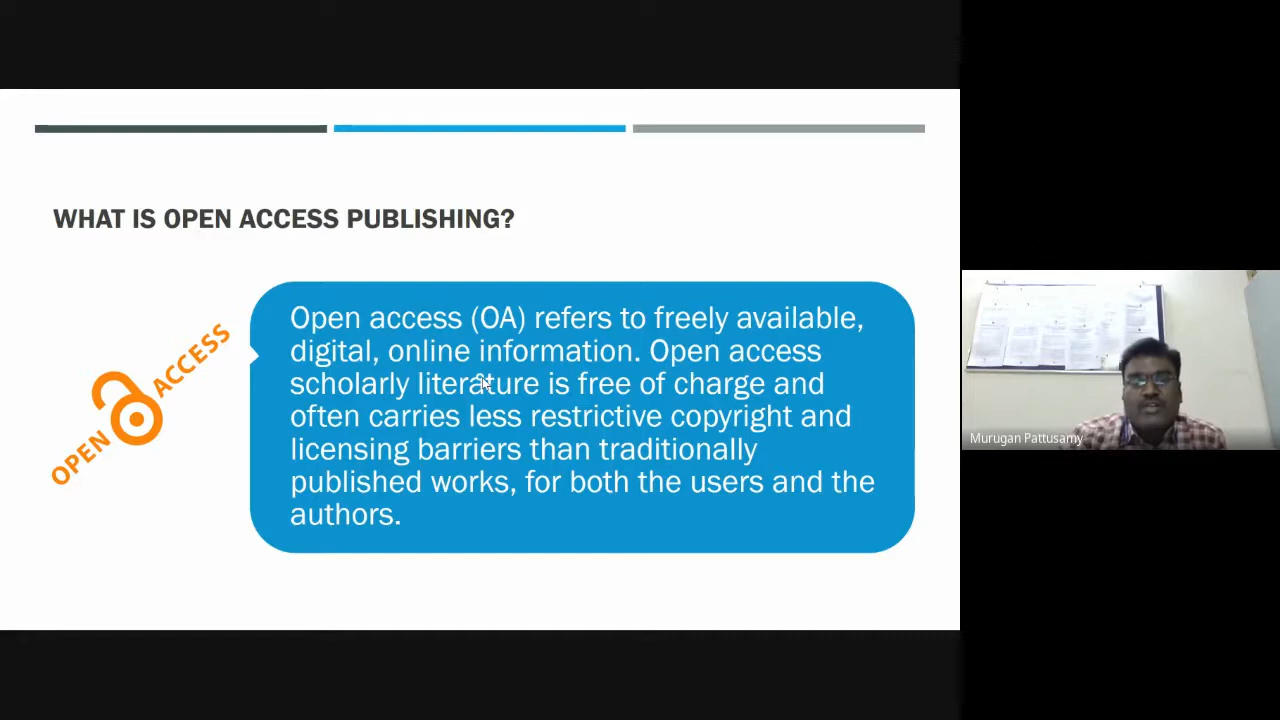 WHAT IS OPEN ACCESS PUBLISHING?
OPEN ACCESS
Open access (OA) refers to freely available,
digital, online information. Open access
scholarly literature is free of charge and
often carries less restrictive copyright and
licensing barriers than traditionally
published works, for both the users and the
authors.
Murugan Pattusamy